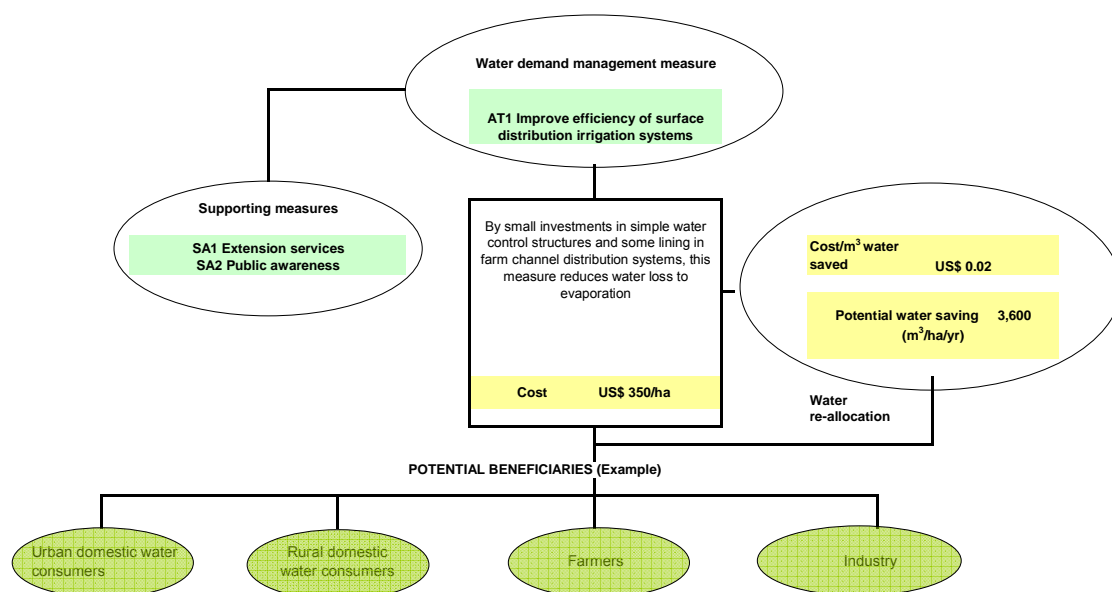 Water demand management measure
AT1 Improve efficiency of surface
distribution irrigation systems
Supporting measures
SA1 Extension services
SA2 Public awareness
By small investments in simple water
control structures and some lining in
farm channel distribution systems, this
measure reduces water loss to
evaporation
Cost US$ 350/ha
Cost/m³ water
saved US$ 0.02
Potential water saving 3,600
(m³/ha/yr)
Water
re-allocation
POTENTIAL BENEFICIARIES (Example)
Urban domestic water
consumers
Rural domestic
water consumers
Farmers
Industry